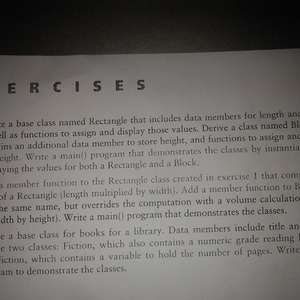 ERCISES
e a base class named Rectangle that includes data members for length an
ell as functions to assign and display those values. Derive a class named Bl
ins an additional data member to store height, and functions to assign and
eight. Write a main() program that demonstrates the classes by instantia
aying the values for both a Rectangle and a Block.
member function to the Rectangle class created in exercise 1 that com
of a Rectangle (length multiplied by width). Add a member function to B
he same name, but overrides the computation with a volume calculatio
dth by height). Write a main() program that demonstrates the classes.
e a base class for books for a library. Data members include title an
e two classes: Fiction, which also contains a numeric grade reading l
iction, which contains a variable to hold the number of pages. Write
am to demonstrate the classes.